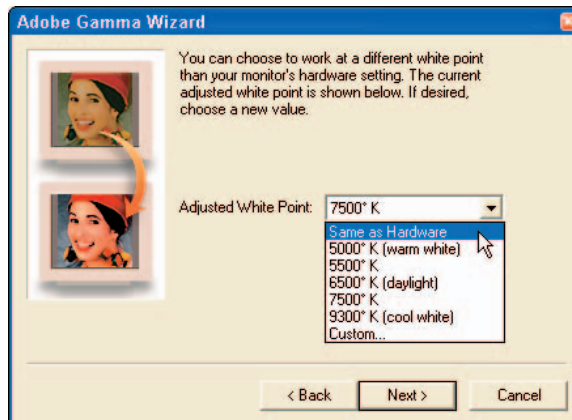 Adobe Gamma Wizard
You can choose to work at a different white point
than your monitor's hardware setting. The current
adjusted white point is shown below. If desired,
choose a new value.
Adjusted White Point: 7500° K
Same as Hardware
5000° K (warm white)
5500° K
6500° K (daylight)
7500° K
9300° K (cool white)
Custom...
< Back Next > Cancel